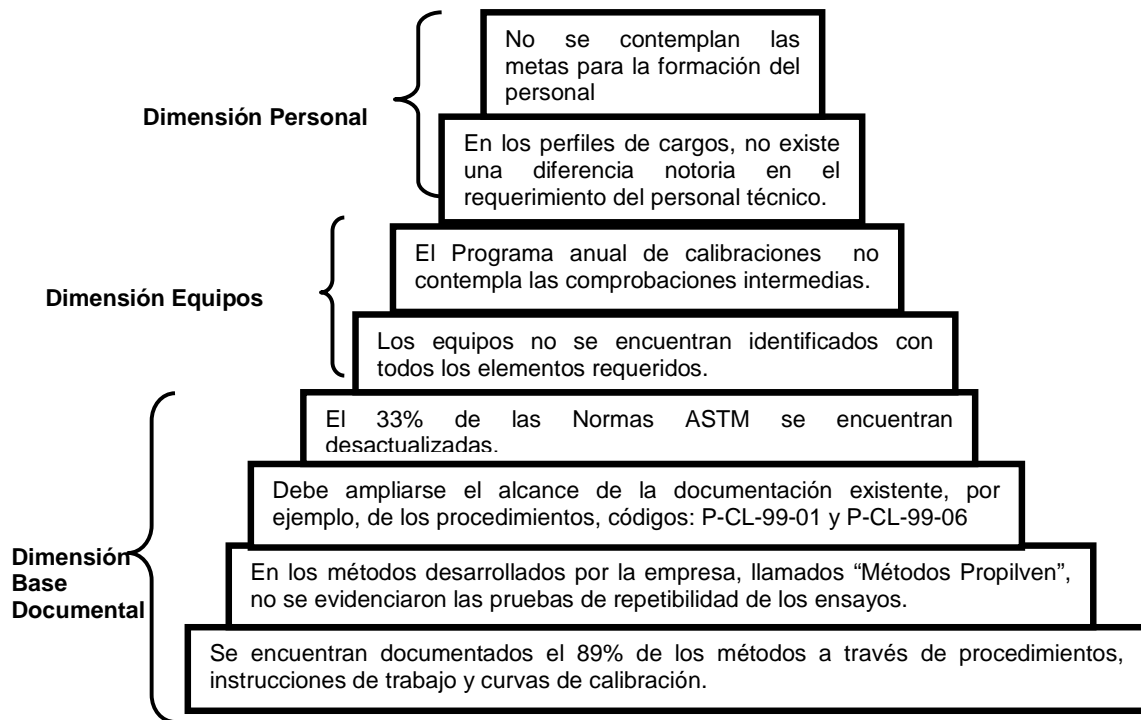 No se contemplan las
metas para la formación del
personal
Dimensión Personal
En los perfiles de cargos, no existe
una diferencia notoria en el
requerimiento del personal técnico.
El Programa anual de calibraciones no
contempla las comprobaciones intermedias.
Dimensión Equipos
Los equipos no se encuentran identificados con
todos los elementos requeridos.
El 33% de las Normas ASTM se encuentran
desactualizadas.
Debe ampliarse el alcance de la documentación existente, por
ejemplo, de los procedimientos, códigos: P-CL-99-01 y P-CL-99-06
Dimensión
Base
Documental
En los métodos desarrollados por la empresa, llamados “Métodos Propilven”,
no se evidenciaron las pruebas de repetibilidad de los ensayos.
Se encuentran documentados el 89% de los métodos a través de procedimientos,
instrucciones de trabajo y curvas de calibración.